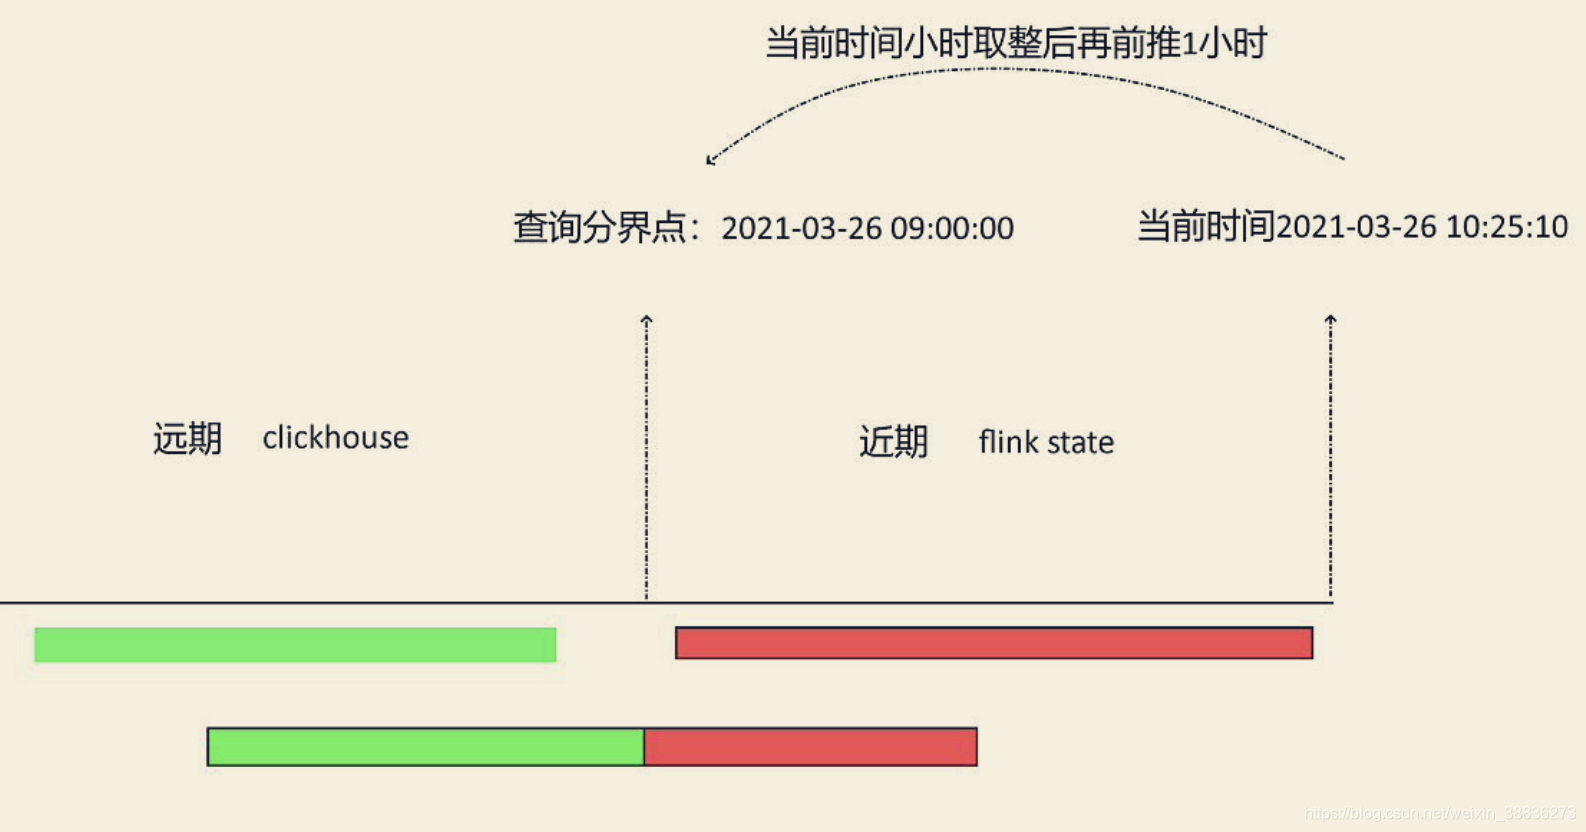 当前时间小时取整后再前推1小时
查询分界点：2021-03-26 09:00:00
当前时间2021-03-26 10:25:10
远期 clickhouse
近期 flink state
https://blog.csdn.net/weixin_38836273